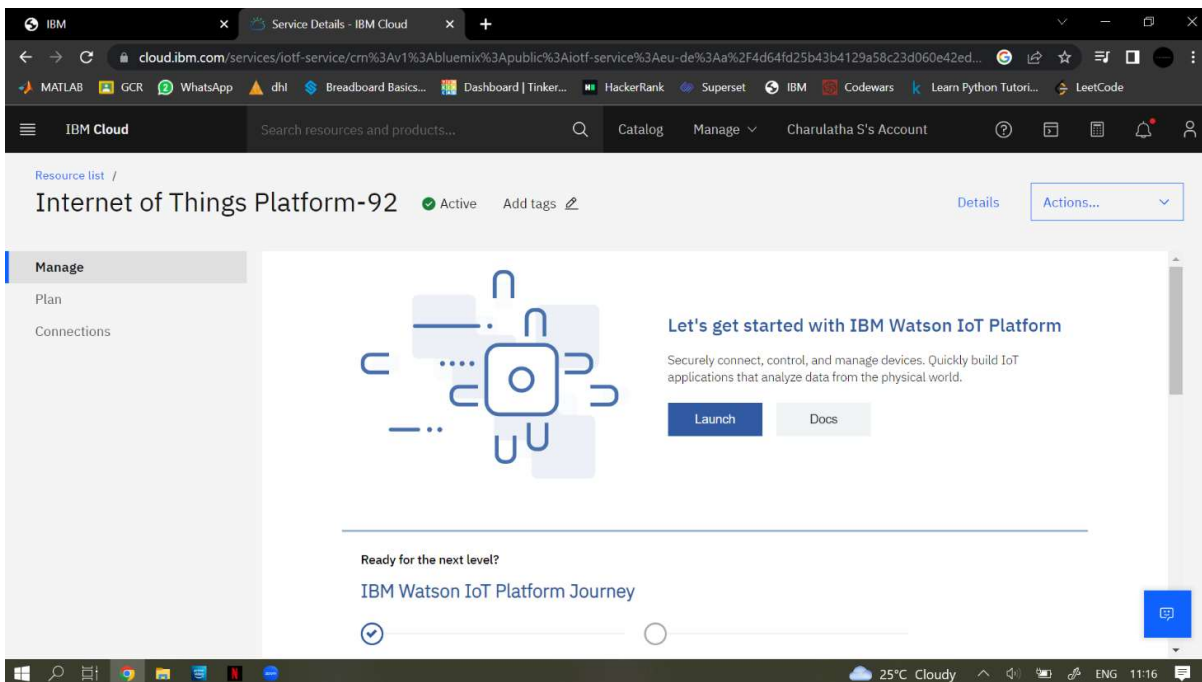 IBM
Service Details - IBM Cloud
cloud.ibm.com/services/iotf-service/crn%3Av1%3Abluemix%3Apublic%3Aiotf-service%3Aeu-de%3Aa%2F4d64fd25b43b4129a58c23d060e42ed...
MATLAB GCR WhatsApp dhl Breadboard Basics... Dashboard | Tinker... HackerRank Superset IBM Codewars Learn Python Tutori... LeetCode
IBM Cloud Search resources and products... Catalog Manage Charulatha S's Account
Resource list /
Internet of Things Platform-92 Active Add tags Details Actions...
Manage
Plan
Connections
Let's get started with IBM Watson IoT Platform
Securely connect, control, and manage devices. Quickly build IoT
applications that analyze data from the physical world.
Launch Docs
Ready for the next level?
IBM Watson IoT Platform Journey
25°C Cloudy ENG 11:16